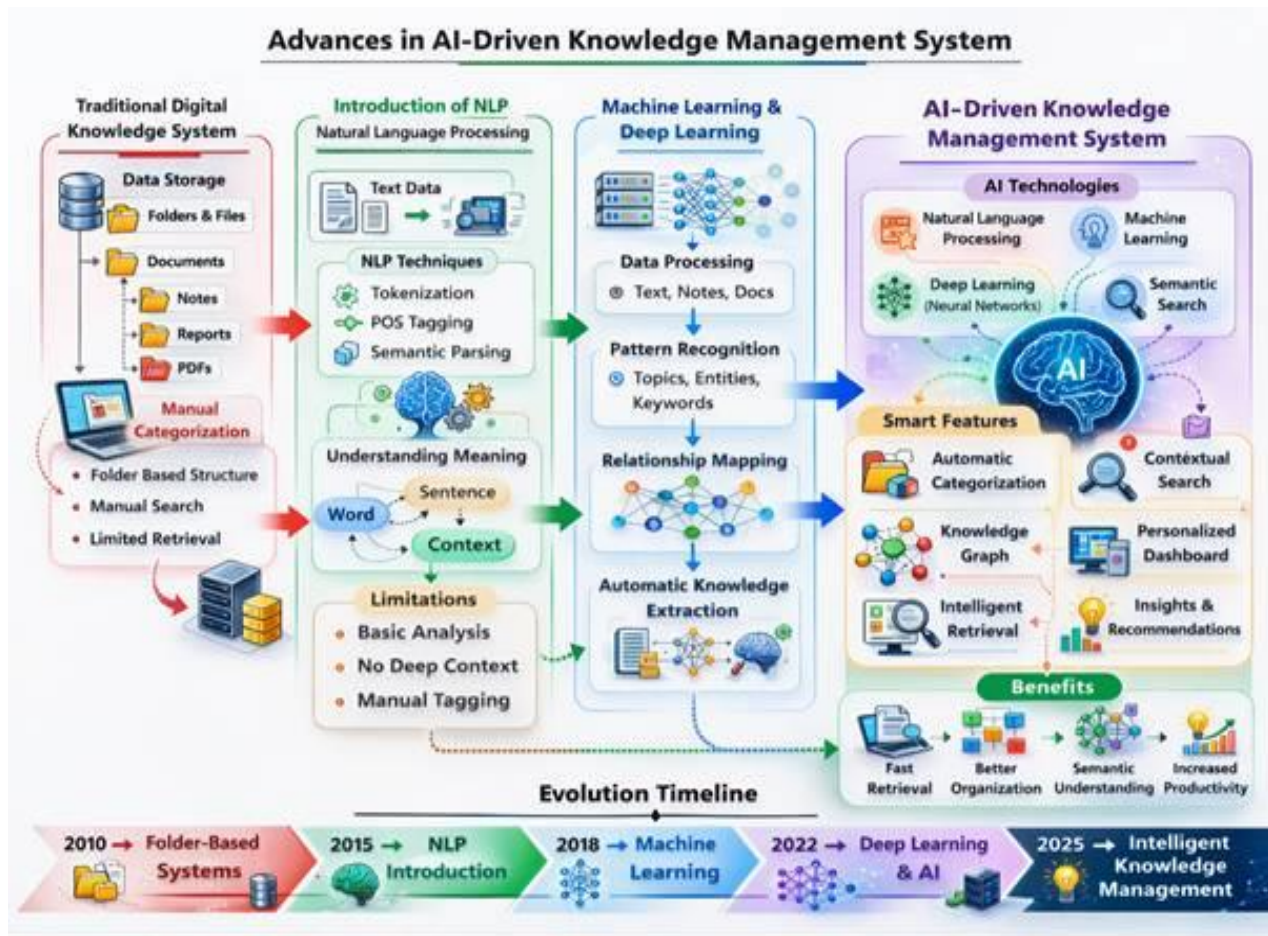 Advances in AI-Driven Knowledge Management System
Traditional Digital
Knowledge System
Data Storage
Folders & Files
Documents
Notes
Reports
PDFs
Manual
Categorization
• Folder Based Structure
• Manual Search
• Limited Retrieval
Introduction of NLP
Natural Language Processing
Text Data
NLP Techniques
Tokenization
POS Tagging
Semantic Parsing
Understanding Meaning
Word
Sentence
Context
Limitations
Basic Analysis
No Deep Context
Manual Tagging
Machine Learning &
Deep Learning
Data Processing
Text, Notes, Docs
Pattern Recognition
Topics, Entities,
Keywords
Relationship Mapping
Automatic Knowledge
Extraction
AI-Driven Knowledge
Management System
AI Technologies
Natural Language
Processing
Machine
Learning
Deep Learning
(Neural Networks)
Semantic
Search
AI
Smart Features
Automatic
Categorization
Contextual
Search
Knowledge
Graph
Personalized
Dashboard
Intelligent
Retrieval
Insights &
Recommendations
Benefits
Fast
Retrieval
Better
Organization
Semantic
Understanding
Increased
Productivity
Evolution Timeline
2010 → Folder-Based
Systems
2015 → NLP
Introduction
2018 → Machine
Learning
2022 → Deep Learning
& AI
2025 → Intelligent
Knowledge
Management